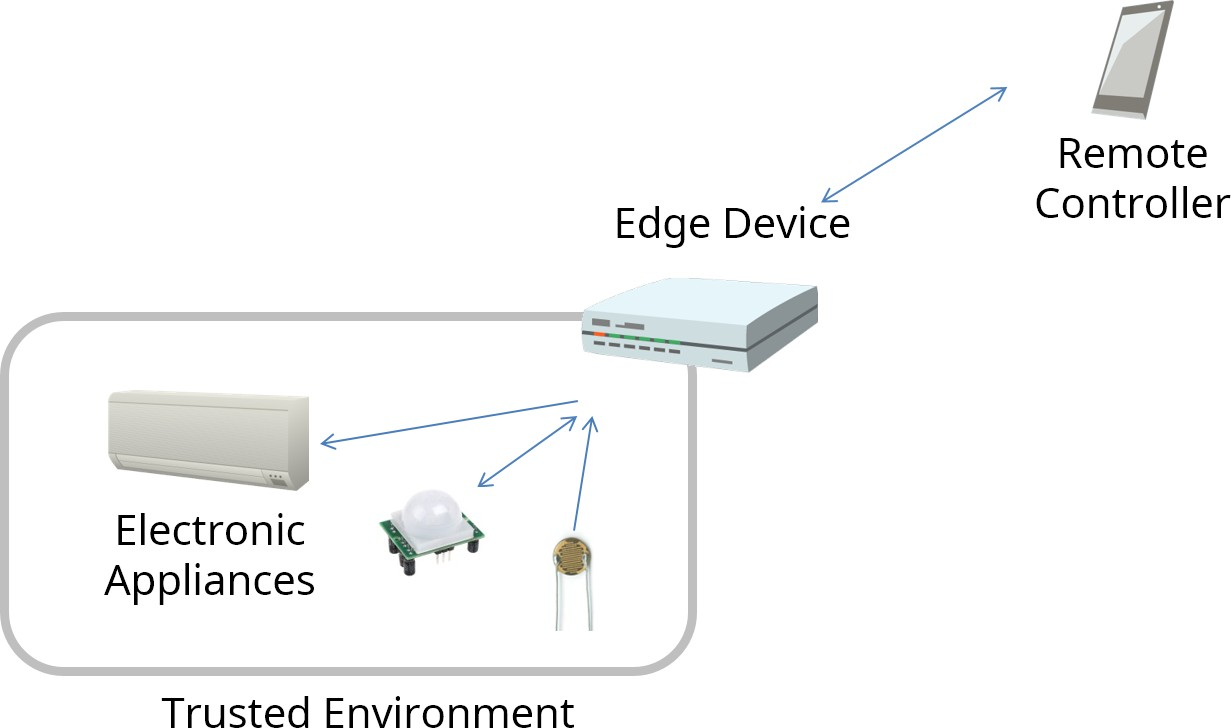 Remote
Controller
Edge Device
Electronic
Appliances
Trusted Environment